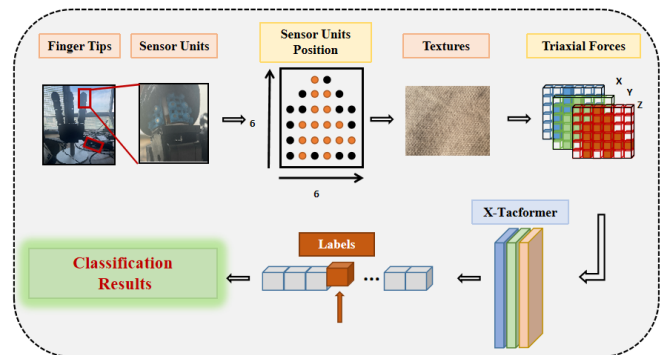 Finger Tips
Sensor Units
Sensor Units
Position
Textures
Triaxial Forces
X
Y
Z
6
6
X-Tacformer
Labels
...
Classification
Results